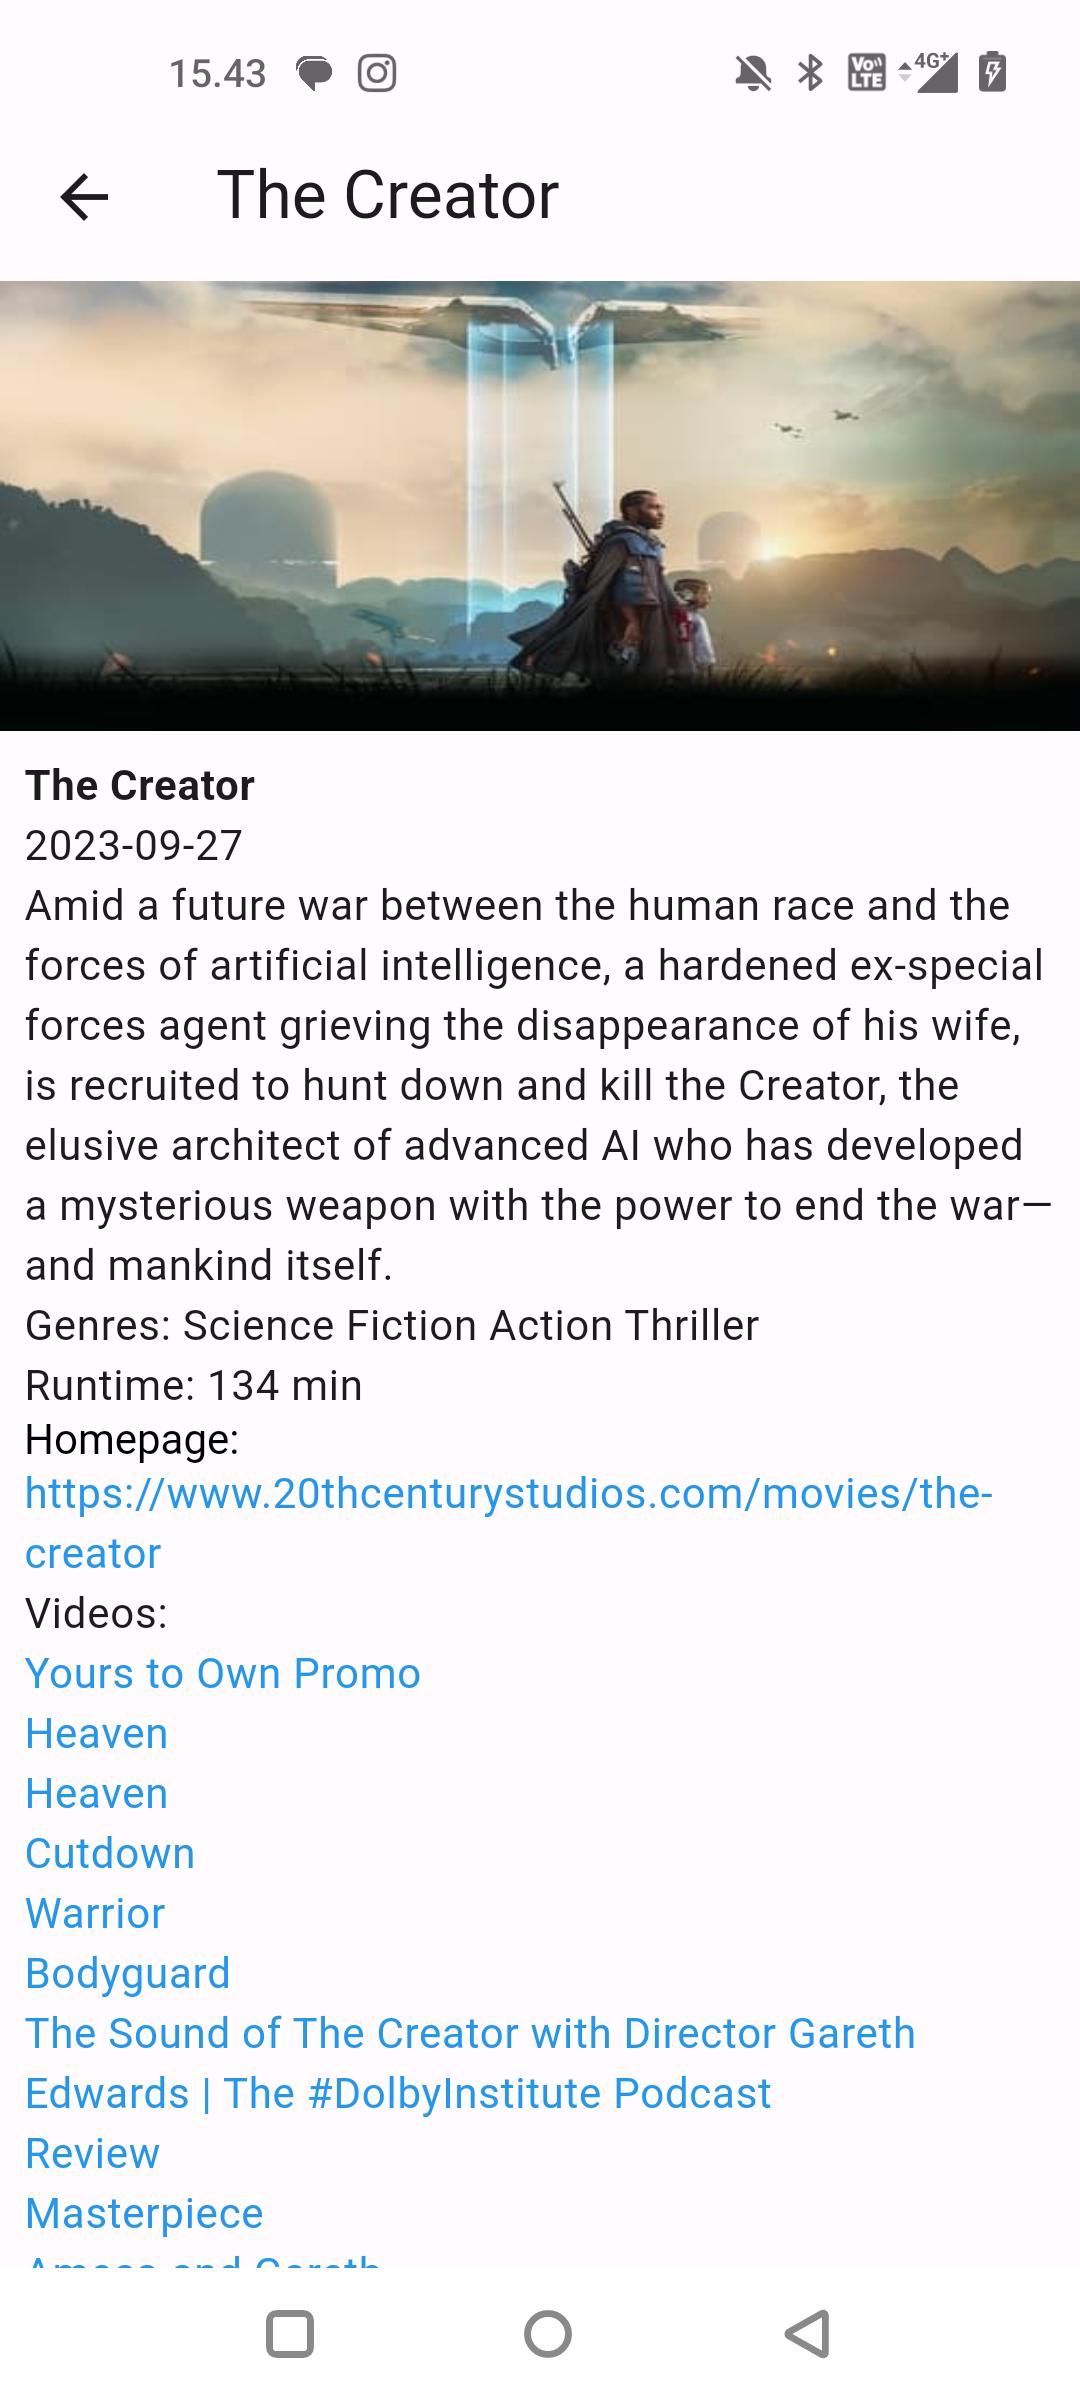 15.43
Vo LTE
4G+
The Creator
The Creator
2023-09-27
Amid a future war between the human race and the
forces of artificial intelligence, a hardened ex-special
forces agent grieving the disappearance of his wife,
is recruited to hunt down and kill the Creator, the
elusive architect of advanced AI who has developed
a mysterious weapon with the power to end the war—
and mankind itself.
Genres: Science Fiction Action Thriller
Runtime: 134 min
Homepage:
https://www.20thcenturystudios.com/movies/the-
creator
Videos:
Yours to Own Promo
Heaven
Heaven
Cutdown
Warrior
Bodyguard
The Sound of The Creator with Director Gareth
Edwards | The #DolbyInstitute Podcast
Review
Masterpiece